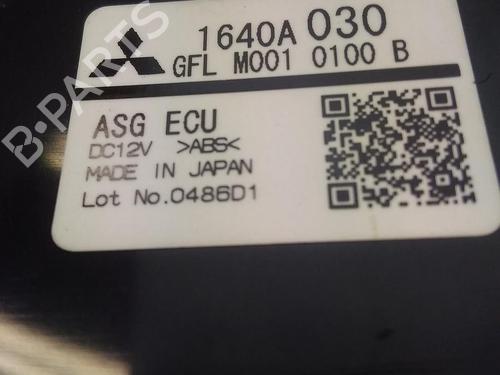 1640A 030
GFL M001 0100 B
ASG ECU
DC12V >ABS<
MADE IN JAPAN
Lot No.0486D1
B-PARTS